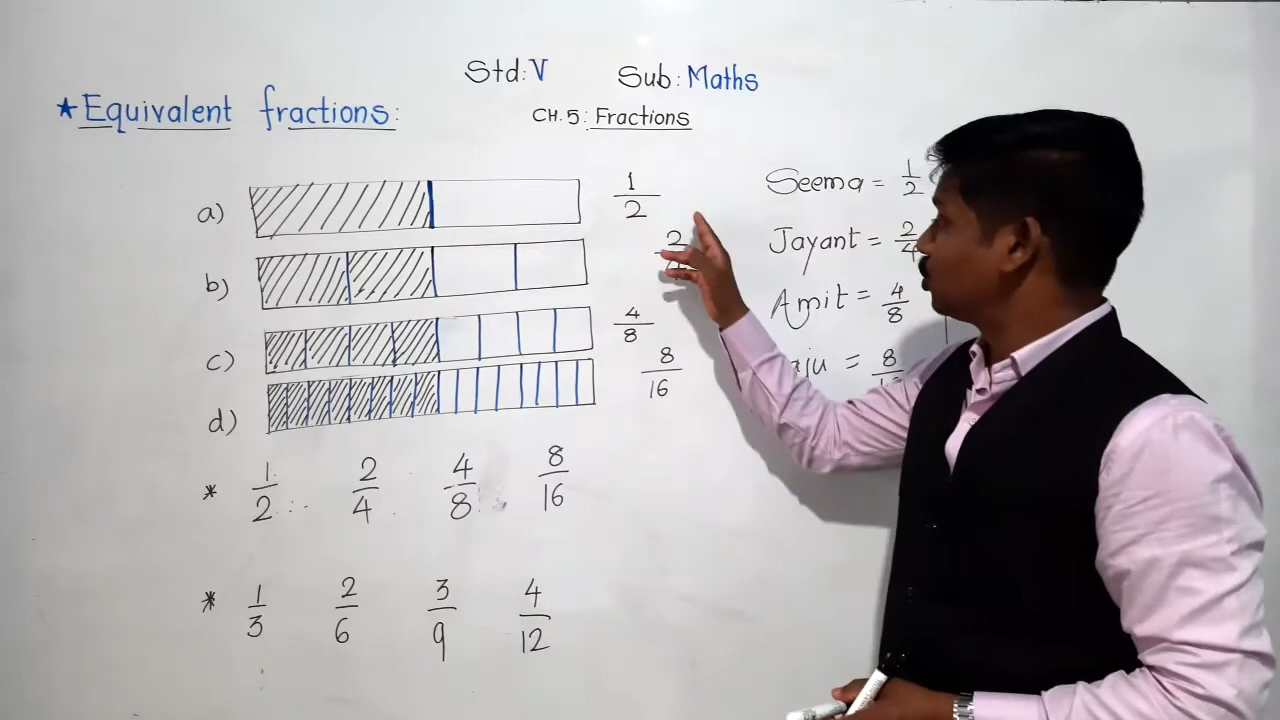 Std: V Sub: Maths
★ Equivalent fractions:
CH. 5: Fractions
a) 1/2 Seema = 1/2
b) 2/4 Jayant = 2/4
c) 4/8 Amit = 4/8
d) 8/16 = 8/
* 1/2 2/4 4/8 8/16
* 1/3 2/6 3/9 4/12